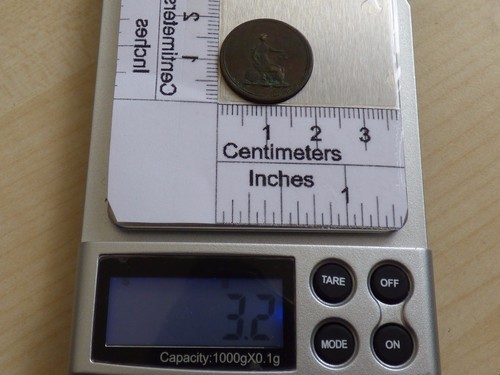 Inches
Centimeters
1 2
1 2 3
Centimeters
Inches
1
3.2
Capacity:1000gX0.1g
TARE
OFF
MODE
ON